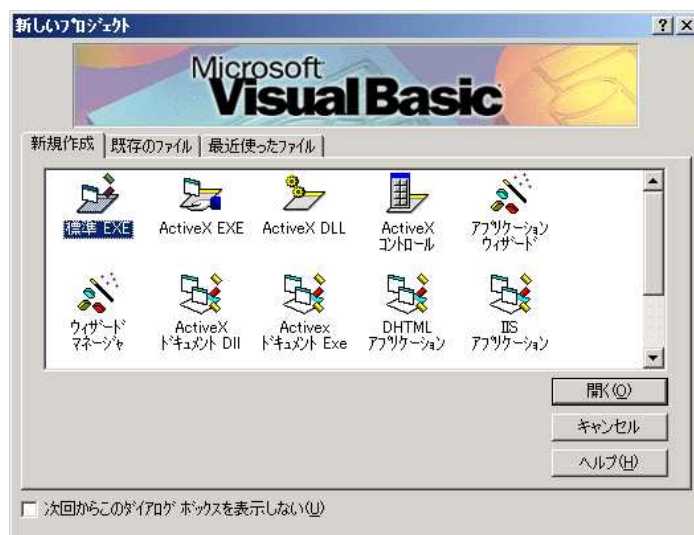 新しいプロジェクト
Microsoft
Visual Basic
新規作成
既存のファイル
最近使ったファイル
標準 EXE
ActiveX EXE
ActiveX DLL
ActiveX
コントロール
アプリケーション
ウィザード
ウィザード
マネージャ
ActiveX
ドキュメント Dll
Activex
ドキュメント Exe
DHTML
アプリケーション
IIS
アプリケーション
開く(O)
キャンセル
ヘルプ(H)
次回からこのダイアログ ボックスを表示しない(U)